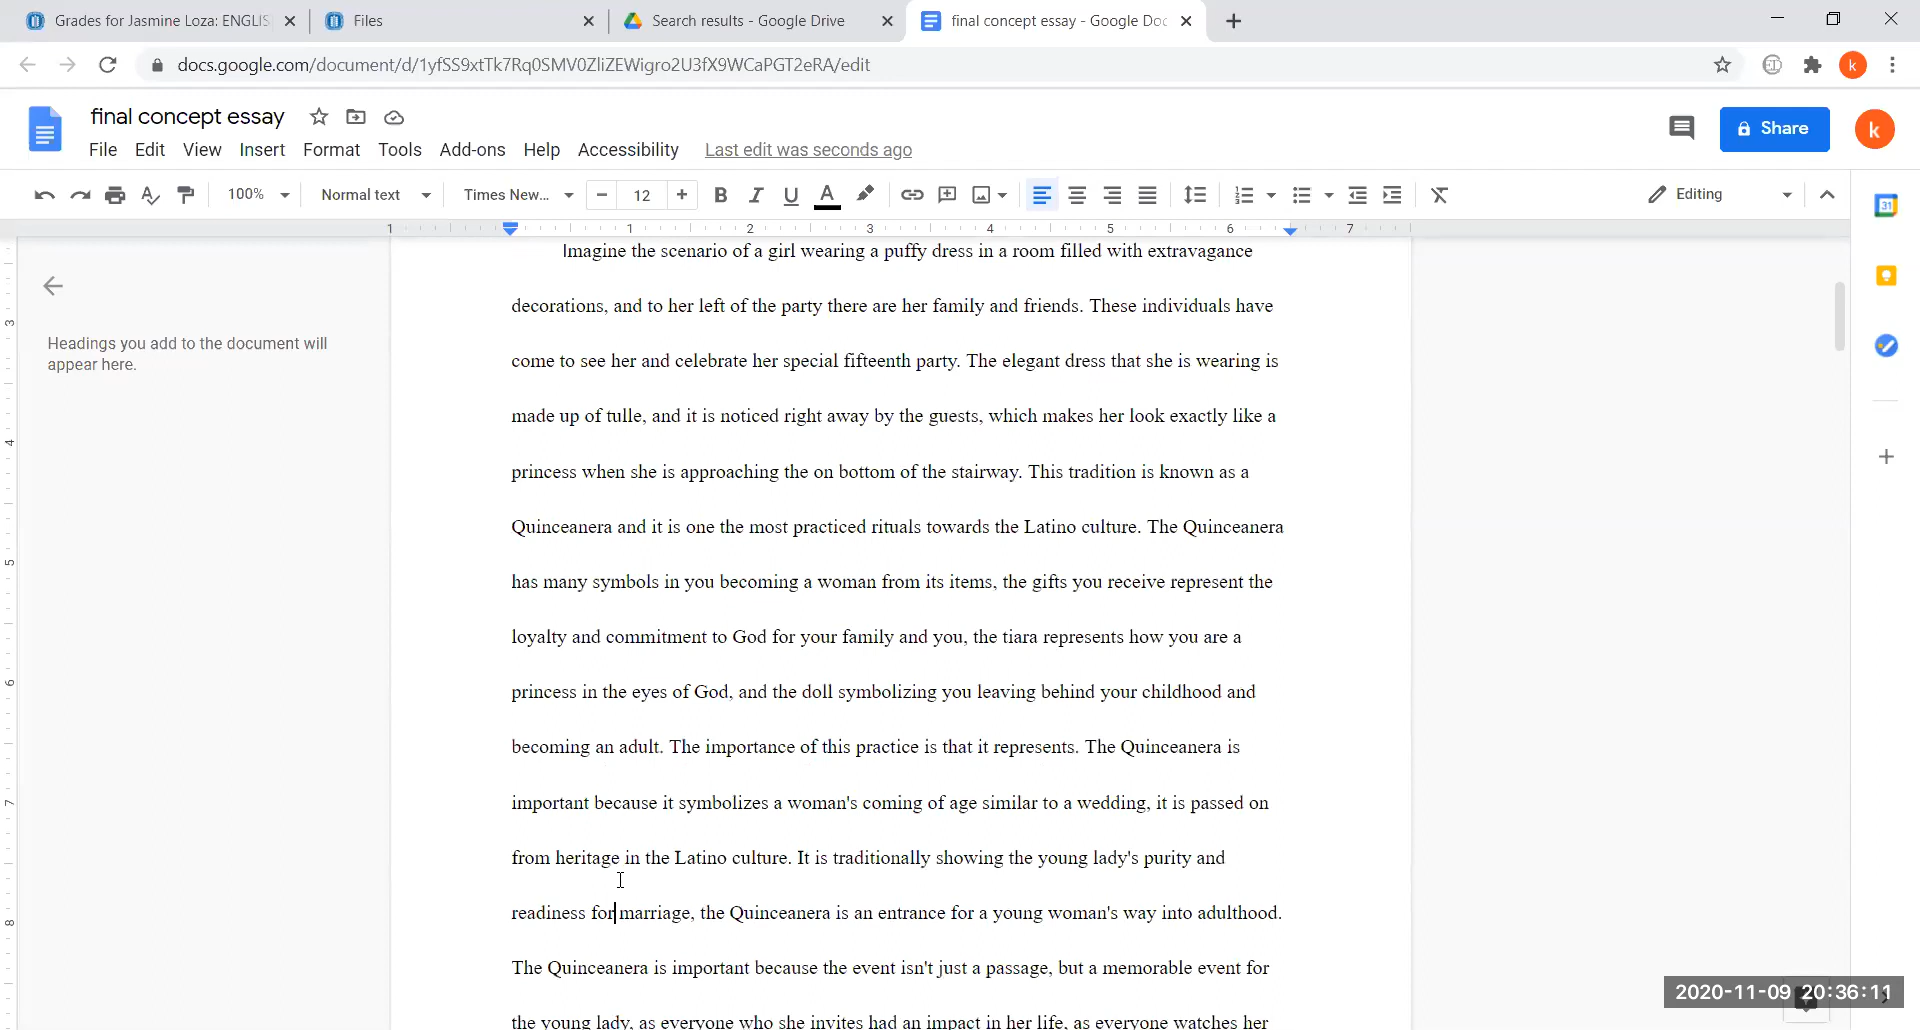 Grades for Jasmine Loza: ENGLIS
Files
Search results - Google Drive
final concept essay - Google Doc
docs.google.com/document/d/1yfSS9xtTk7Rq0SMV0ZliZEWigro2U3fX9WCaPGT2eRA/edit
k
final concept essay
Share
k
File Edit View Insert Format Tools Add-ons Help Accessibility Last edit was seconds ago
100% Normal text Times New... 12 B I U A Editing
31
1 1 2 3 4 5 6 7
Headings you add to the document will
appear here.
3
4
5
6
7
8
Imagine the scenario of a girl wearing a puffy dress in a room filled with extravagance
decorations, and to her left of the party there are her family and friends. These individuals have
come to see her and celebrate her special fifteenth party. The elegant dress that she is wearing is
made up of tulle, and it is noticed right away by the guests, which makes her look exactly like a
princess when she is approaching the on bottom of the stairway. This tradition is known as a
Quinceanera and it is one the most practiced rituals towards the Latino culture. The Quinceanera
has many symbols in you becoming a woman from its items, the gifts you receive represent the
loyalty and commitment to God for your family and you, the tiara represents how you are a
princess in the eyes of God, and the doll symbolizing you leaving behind your childhood and
becoming an adult. The importance of this practice is that it represents. The Quinceanera is
important because it symbolizes a woman's coming of age similar to a wedding, it is passed on
from heritage in the Latino culture. It is traditionally showing the young lady's purity and
readiness for marriage, the Quinceanera is an entrance for a young woman's way into adulthood.
The Quinceanera is important because the event isn't just a passage, but a memorable event for
the young lady, as everyone who she invites had an impact in her life, as everyone watches her
2020-11-09 20:36:11